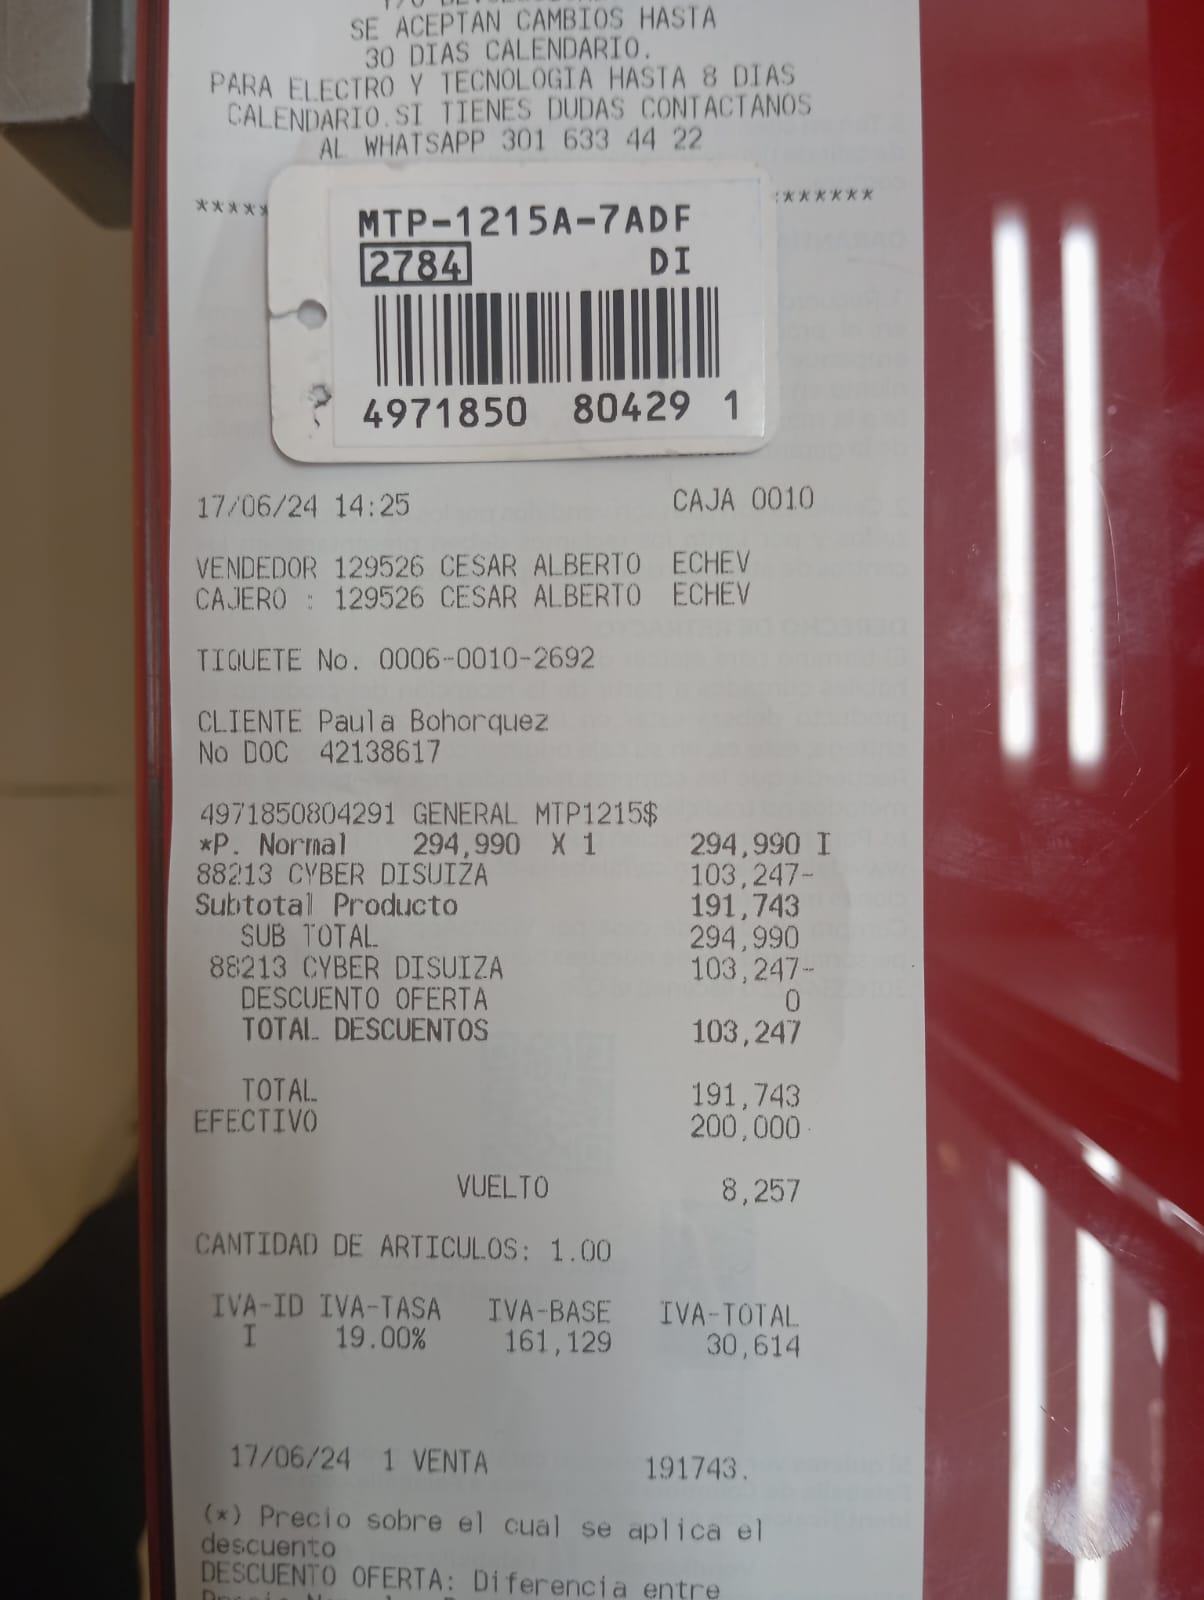 SE ACEPTAN CAMBIOS HASTA
30 DIAS CALENDARIO.
PARA ELECTRO Y TECNOLOGIA HASTA 8 DIAS
CALENDARIO.SI TIENES DUDAS CONTACTANOS
AL WHATSAPP 301 633 44 22
***** *******
MTP-1215A-7ADF
2784 DI
4971850 80429 1
17/06/24 14:25 CAJA 0010
VENDEDOR 129526 CESAR ALBERTO ECHEV
CAJERO : 129526 CESAR ALBERTO ECHEV
TIQUETE No. 0006-0010-2692
CLIENTE Paula Bohorquez
No DOC 42138617
4971850804291 GENERAL MTP1215$
*P. Normal 294,990 X 1 294,990 I
88213 CYBER DISUIZA 103,247-
Subtotal Producto 191,743
SUB TOTAL 294,990
88213 CYBER DISUIZA 103,247-
DESCUENTO OFERTA 0
TOTAL DESCUENTOS 103,247
TOTAL 191,743
EFECTIVO 200,000
VUELTO 8,257
CANTIDAD DE ARTICULOS: 1.00
IVA-ID IVA-TASA IVA-BASE IVA-TOTAL
I 19.00% 161,129 30,614
17/06/24 1 VENTA 191743.
(*) Precio sobre el cual se aplica el
descuento
DESCUENTO OFERTA: Diferencia entre